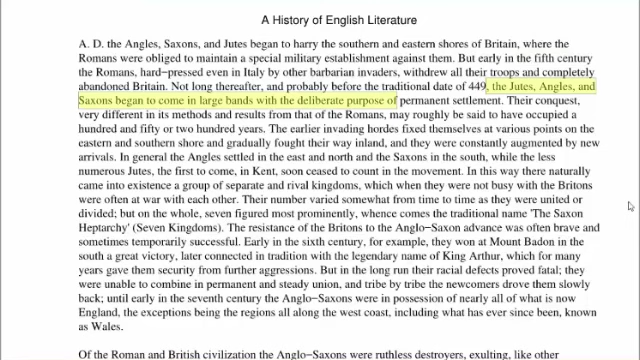 A History of English Literature
A. D. the Angles, Saxons, and Jutes began to harry the southern and eastern shores of Britain, where the
Romans were obliged to maintain a special military establishment against them. But early in the fifth century
the Romans, hard−pressed even in Italy by other barbarian invaders, withdrew all their troops and completely
abandoned Britain. Not long thereafter, and probably before the traditional date of 449, the Jutes, Angles, and
Saxons began to come in large bands with the deliberate purpose of permanent settlement. Their conquest,
very different in its methods and results from that of the Romans, may roughly be said to have occupied a
hundred and fifty or two hundred years. The earlier invading hordes fixed themselves at various points on the
eastern and southern shore and gradually fought their way inland, and they were constantly augmented by new
arrivals. In general the Angles settled in the east and north and the Saxons in the south, while the less
numerous Jutes, the first to come, in Kent, soon ceased to count in the movement. In this way there naturally
came into existence a group of separate and rival kingdoms, which when they were not busy with the Britons
were often at war with each other. Their number varied somewhat from time to time as they were united or
divided; but on the whole, seven figured most prominently, whence comes the traditional name 'The Saxon
Heptarchy' (Seven Kingdoms). The resistance of the Britons to the Anglo−Saxon advance was often brave and
sometimes temporarily successful. Early in the sixth century, for example, they won at Mount Badon in the
south a great victory, later connected in tradition with the legendary name of King Arthur, which for many
years gave them security from further aggressions. But in the long run their racial defects proved fatal; they
were unable to combine in permanent and steady union, and tribe by tribe the newcomers drove them slowly
back; until early in the seventh century the Anglo−Saxons were in possession of nearly all of what is now
England, the exceptions being the regions all along the west coast, including what has ever since been, known
as Wales.
Of the Roman and British civilization the Anglo−Saxons were ruthless destroyers, exulting, like other